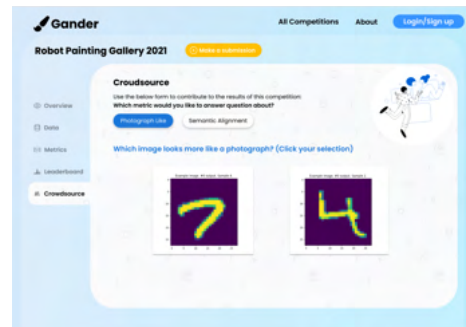 Gander
All Competitions About Login/Sign up
Robot Painting Gallery 2021 Make a submission
Croudsource
Use the below form to contribute to the results of this competition:
Which metric would you like to answer question about?
Overview
Photograph Like Semantic Alignment
Data
Which image looks more like a photograph? (Click your selection)
Metrics
Leaderboard
Crowdsource